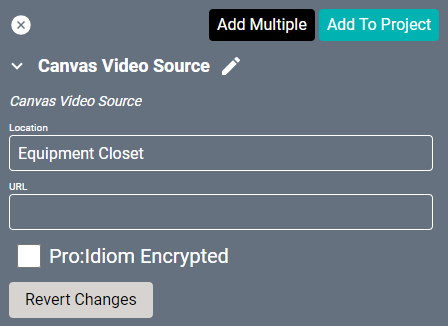 Add Multiple
Add To Project
Canvas Video Source
Canvas Video Source
Location
Equipment Closet
URL
Pro:Idiom Encrypted
Revert Changes